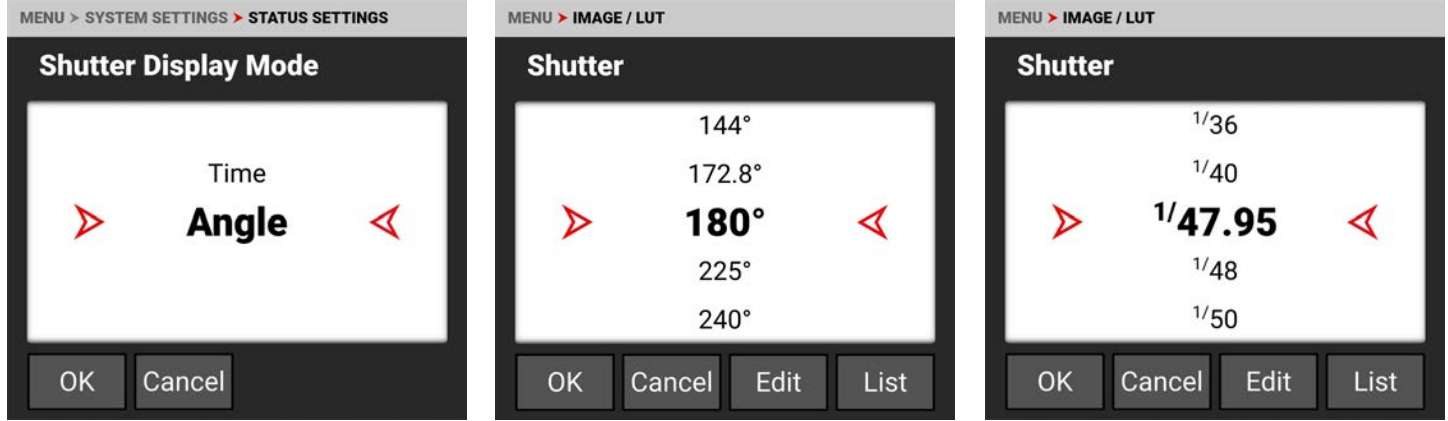 MENU > SYSTEM SETTINGS > STATUS SETTINGS
Shutter Display Mode
Time
Angle
OK Cancel
MENU > IMAGE / LUT
Shutter
144°
172.8°
180°
225°
240°
OK Cancel Edit List
MENU > IMAGE / LUT
Shutter
1/36
1/40
1/47.95
1/48
1/50
OK Cancel Edit List